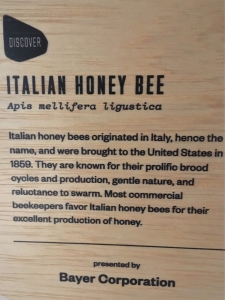 DISCOVER
ITALIAN HONEY BEE
Apis mellifera ligustica
Italian honey bees originated in Italy, hence the
name, and were brought to the United States in
1859. They are known for their prolific brood
cycles and production, gentle nature, and
reluctance to swarm. Most commercial
beekeepers favor Italian honey bees for their
excellent production of honey.
presented by
Bayer Corporation